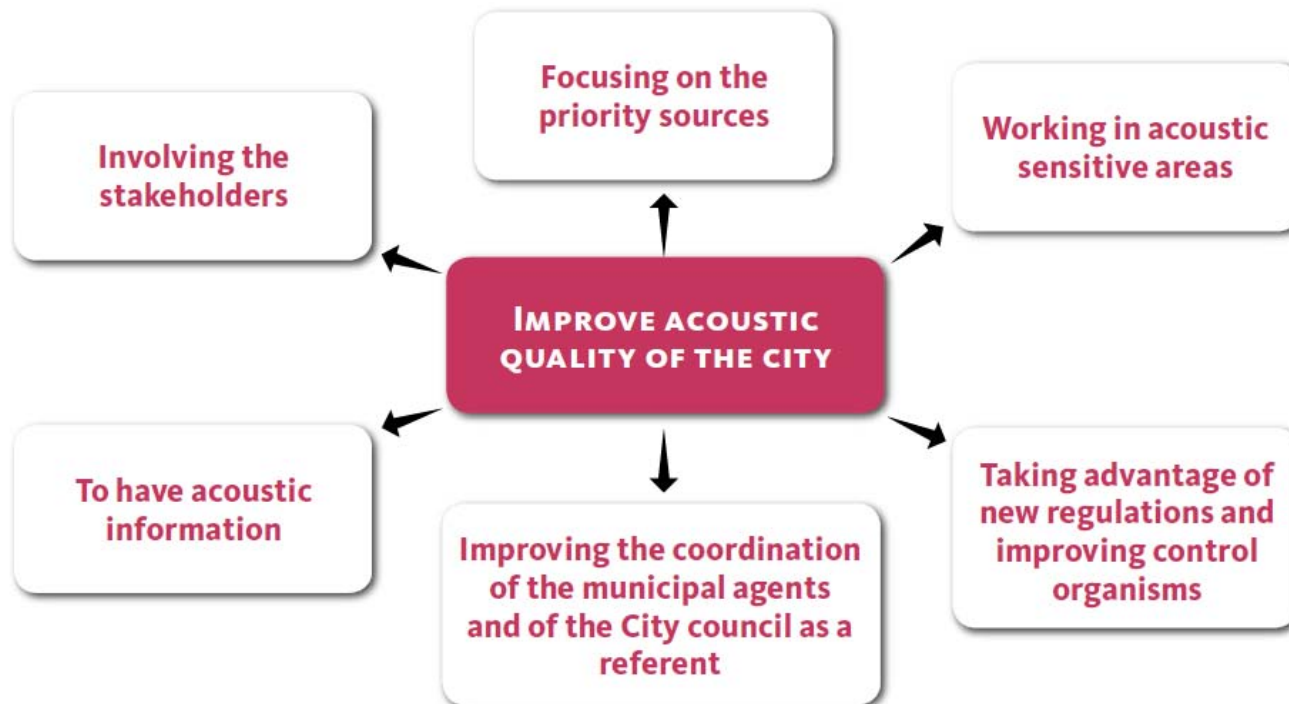 Focusing on the
priority sources
Involving the
stakeholders
Working in acoustic
sensitive areas
IMPROVE ACOUSTIC
QUALITY OF THE CITY
To have acoustic
information
Improving the coordination
of the municipal agents
and of the City council as a
referent
Taking advantage of
new regulations and
improving control
organisms